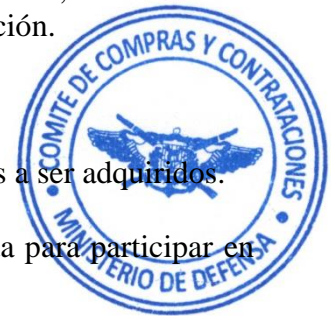 ción.
COMITE DE COMPRAS Y CONTRATACIONES
s a ser adquiridos.
a para participar en
MINISTERIO DE DEFENSA